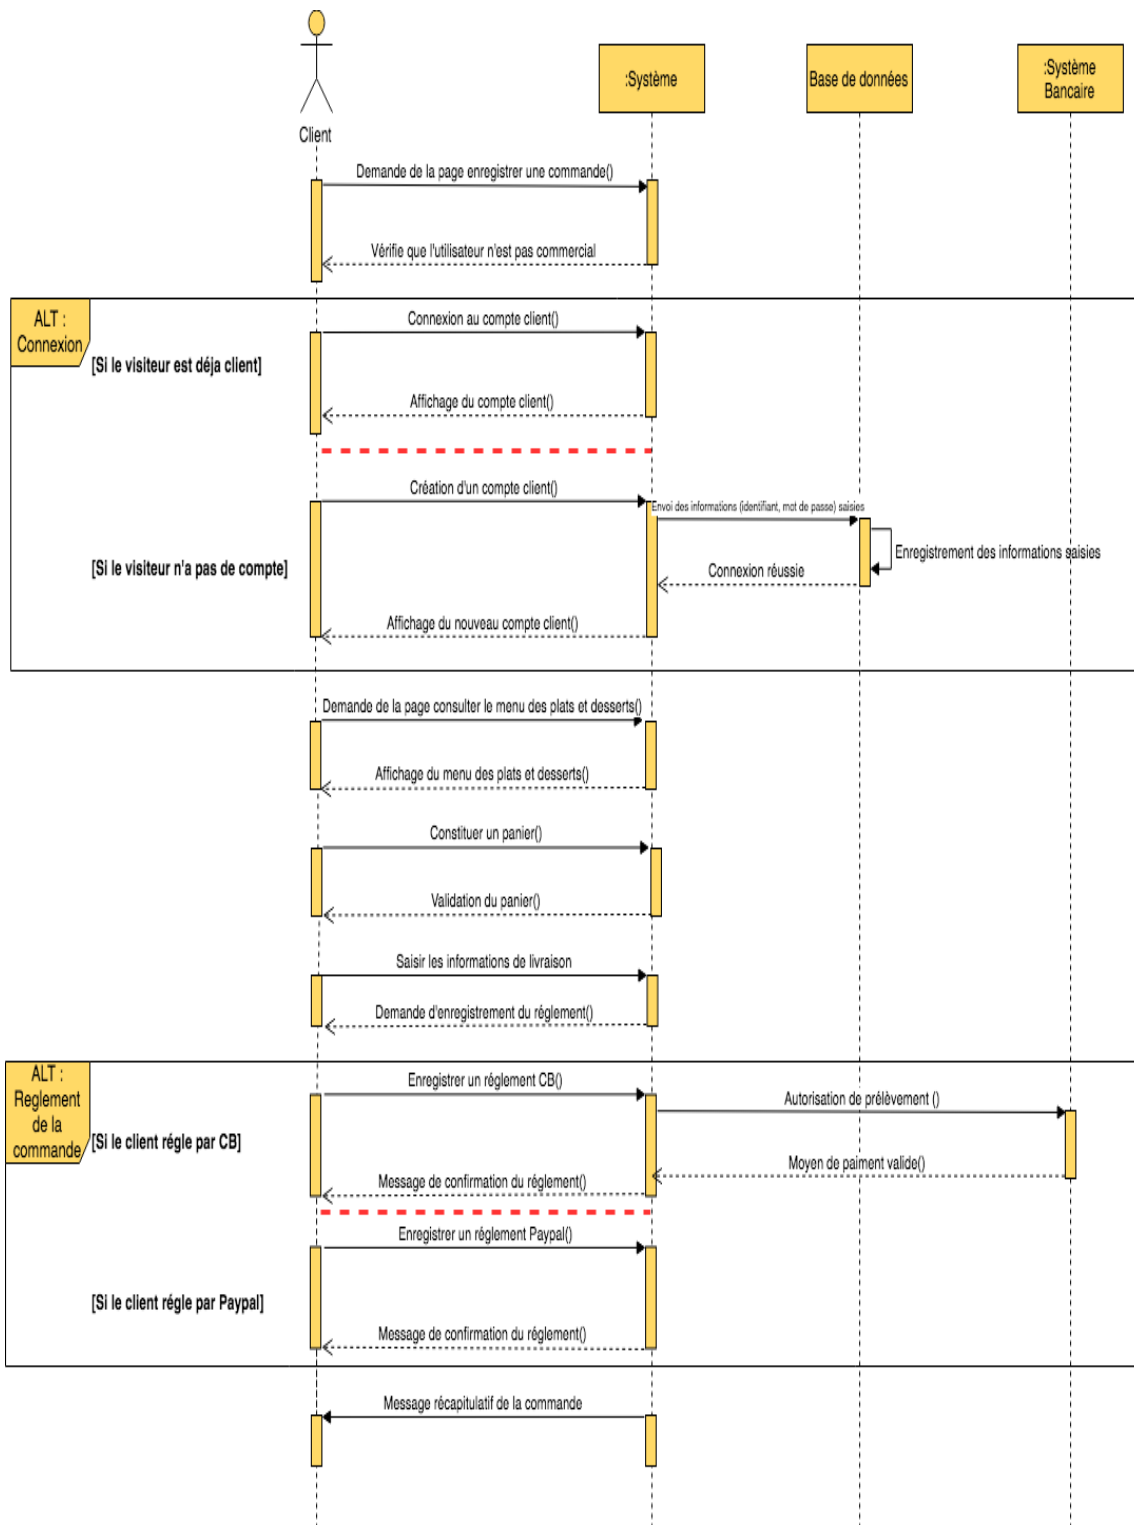 :Système
Base de données
:Système
Bancaire
Client
Demande de la page enregistrer une commande()
Vérifie que l'utilisateur n'est pas commercial
ALT :
Connexion
Connexion au compte client()
[Si le visiteur est déja client]
Affichage du compte client()
Création d'un compte client()
Envoi des informations (identifiant, mot de passe) saisies
Enregistrement des informations saisies
[Si le visiteur n'a pas de compte]
Connexion réussie
Affichage du nouveau compte client()
Demande de la page consulter le menu des plats et desserts()
Affichage du menu des plats et desserts()
Constituer un panier()
Validation du panier()
Saisir les informations de livraison
Demande d'enregistrement du réglement()
ALT :
Reglement
de la
commande
Enregistrer un réglement CB()
Autorisation de prélèvement ()
[Si le client régle par CB]
Moyen de paiment valide()
Message de confirmation du réglement()
Enregistrer un réglement Paypal()
[Si le client régle par Paypal]
Message de confirmation du réglement()
Message récapitulatif de la commande